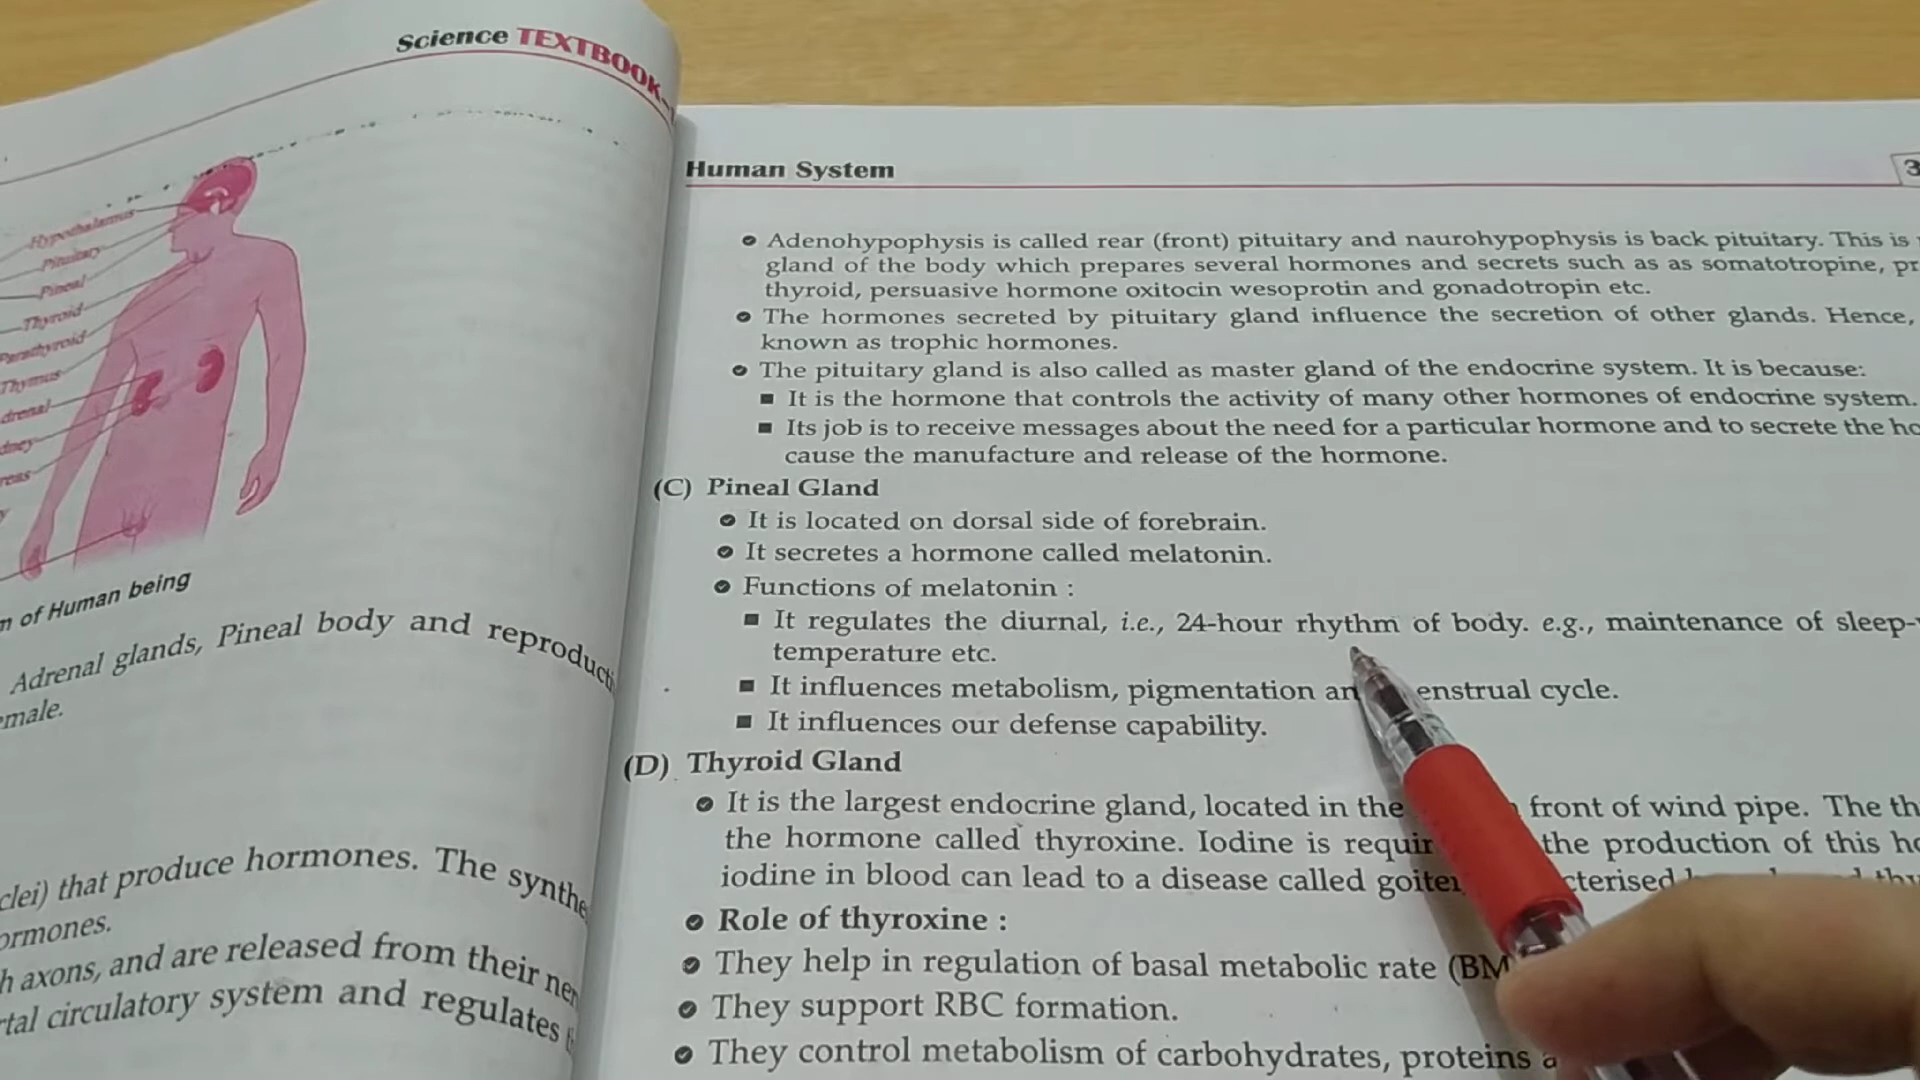 Science TEXTBOOK
Hypothalamus
Pituitary
Pineal
Thyroid
Parathyroid
Thymus
m of Human being
Adrenal glands, Pineal body and reproducti
male.
clei) that produce hormones. The synthe
ormones.
h axons, and are released from their ner
rtal circulatory system and regulates
Human System
3
Adenohypophysis is called rear (front) pituitary and naurohypophysis is back pituitary. This is
gland of the body which prepares several hormones and secrets such as as somatotropine, pr
thyroid, persuasive hormone oxitocin wesoprotin and gonadotropin etc.
The hormones secreted by pituitary gland influence the secretion of other glands. Hence,
known as trophic hormones.
The pituitary gland is also called as master gland of the endocrine system. It is because:
It is the hormone that controls the activity of many other hormones of endocrine system.
Its job is to receive messages about the need for a particular hormone and to secrete the ho
cause the manufacture and release of the hormone.
(C) Pineal Gland
It is located on dorsal side of forebrain.
It secretes a hormone called melatonin.
Functions of melatonin :
It regulates the diurnal, i.e., 24-hour rhythm of body. e.g., maintenance of sleep-
temperature etc.
It influences metabolism, pigmentation an enstrual cycle.
It influences our defense capability.
(D) Thyroid Gland
It is the largest endocrine gland, located in the front of wind pipe. The th
the hormone called thyroxine. Iodine is requir the production of this ho
iodine in blood can lead to a disease called goiter cterised
Role of thyroxine :
They help in regulation of basal metabolic rate (BM
They support RBC formation.
They control metabolism of carbohydrates, proteins a